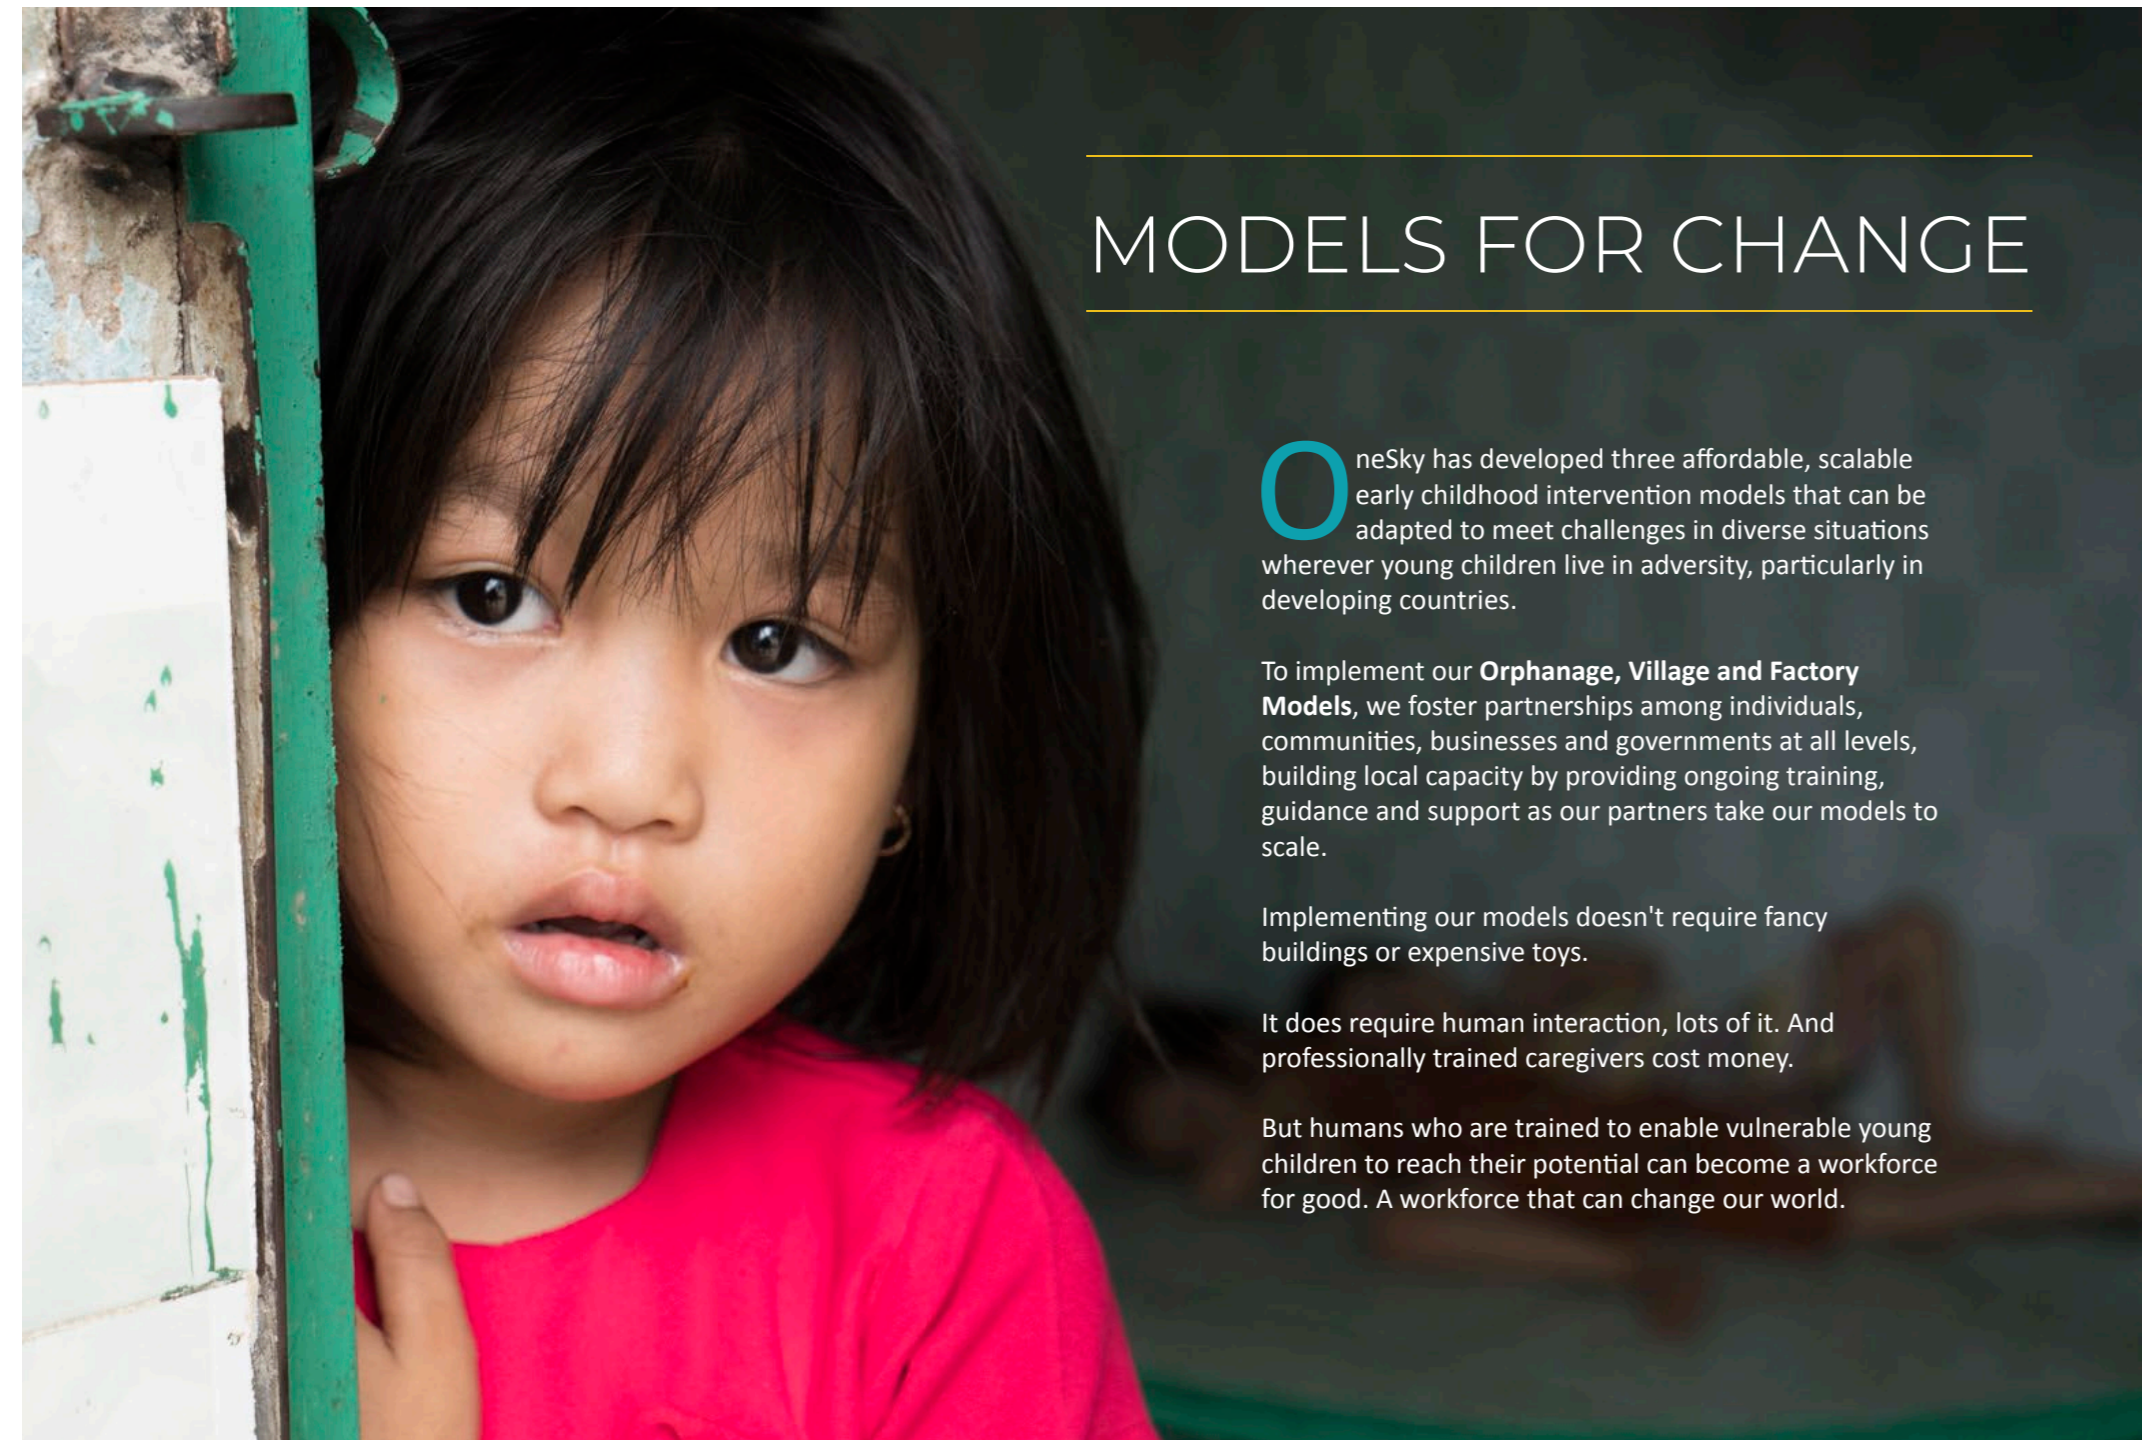 MODELS FOR CHANGE
OneSky has developed three affordable, scalable
early childhood intervention models that can be
adapted to meet challenges in diverse situations
wherever young children live in adversity, particularly in
developing countries.
To implement our Orphanage, Village and Factory
Models, we foster partnerships among individuals,
communities, businesses and governments at all levels,
building local capacity by providing ongoing training,
guidance and support as our partners take our models to
scale.
Implementing our models doesn't require fancy
buildings or expensive toys.
It does require human interaction, lots of it. And
professionally trained caregivers cost money.
But humans who are trained to enable vulnerable young
children to reach their potential can become a workforce
for good. A workforce that can change our world.